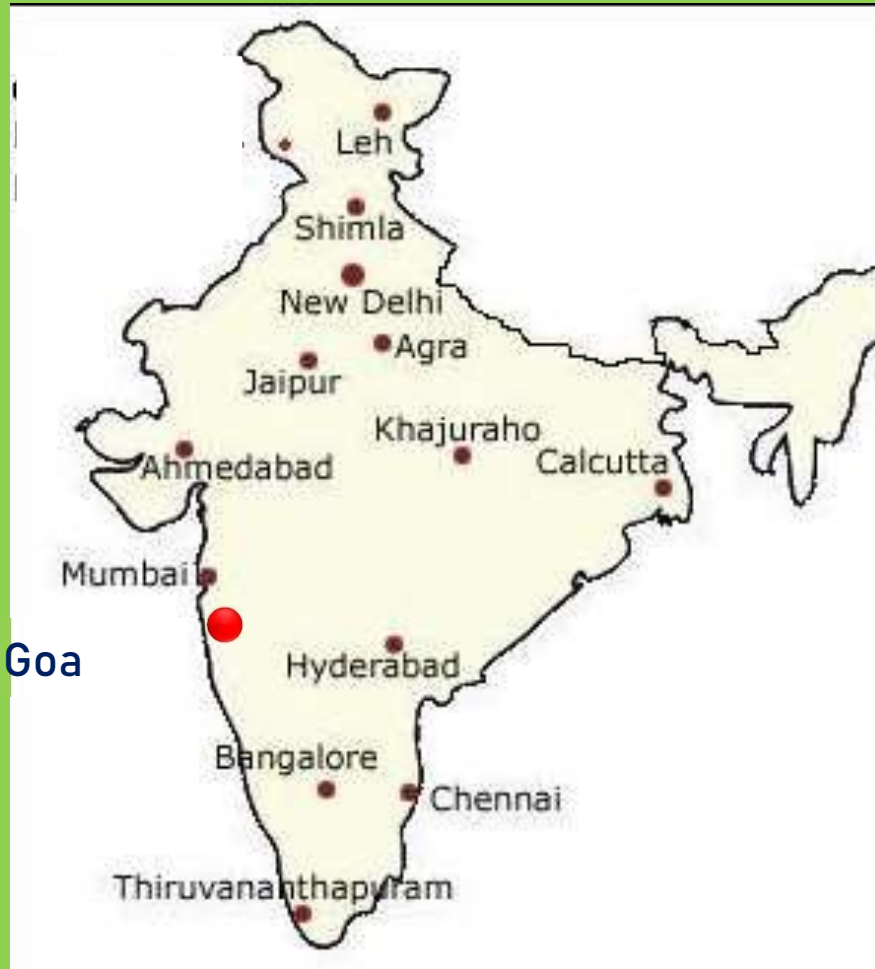 Leh
Shimla
New Delhi
Agra
Jaipur
Khajuraho
Calcutta
Ahmedabad
Mumbai
Goa
Hyderabad
Bangalore
Chennai
Thiruvananthapuram